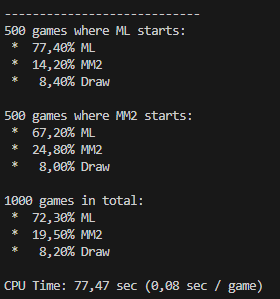 ----------------------------
500 games where ML starts:
 *  77,40% ML
 *  14,20% MM2
 *   8,40% Draw

500 games where MM2 starts:
 *  67,20% ML
 *  24,80% MM2
 *   8,00% Draw

1000 games in total:
 *  72,30% ML
 *  19,50% MM2
 *   8,20% Draw

CPU Time: 77,47 sec (0,08 sec / game)